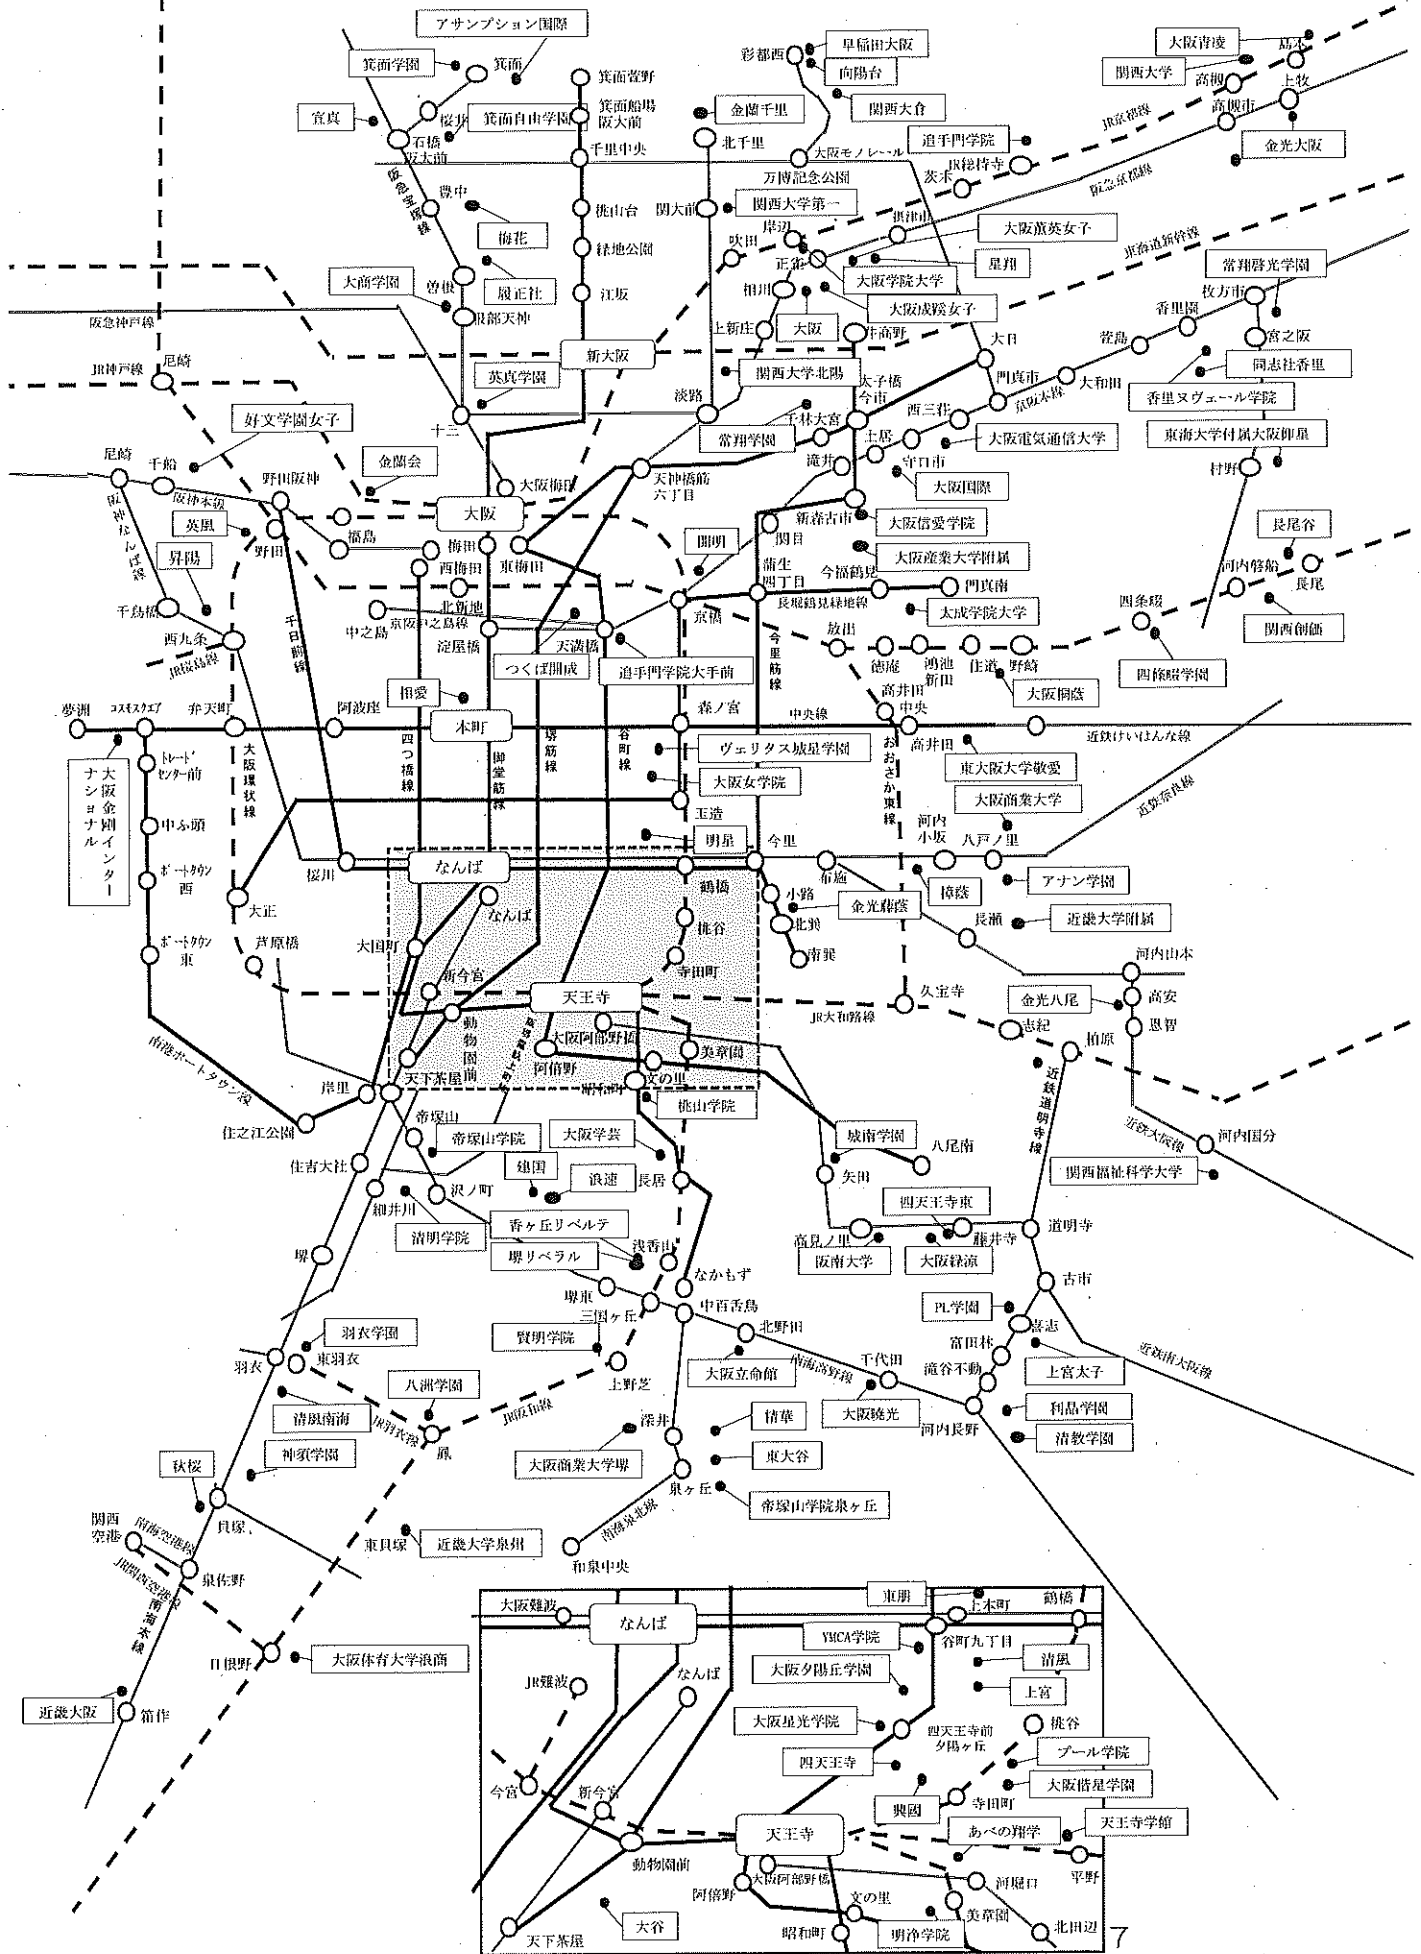 アサンプション国際
箕面学園
箕面
箕面萱野
彩都西
早稲田大阪
向陽台
大阪青凌
島本
関西大学
高槻
上牧
宣真
桜井
箕面自由学園
箕面船場
阪大前
金蘭千里
関西大倉
高槻市
JR京都線
石橋
阪大前
千里中央
北千里
大阪モノレール
追手門学院
JR総持寺
金光大阪
万博記念公園
茨木
阪急京都線
阪急宝塚線
豊中
桃山台
関大前
関西大学第一
梅花
岸辺
摂津市
大阪薫英女子
東海道新幹線
緑地公園
吹田
正雀
大阪学院大学
星翔
常翔啓光学園
大商学園
曽根
履正社
江坂
相川
大阪成蹊女子
枚方市
服部天神
阪急神戸線
上新庄
大阪
井高野
香里園
宮之阪
JR神戸線
尼崎
新大阪
大日
萱島
同志社香里
英真学園
関西大学北陽
太子橋
今市
門真市
大和田
香里ヌヴェール学院
好文学園女子
十三
淡路
常翔学園
千林大宮
西三荘
京阪本線
東海大学付属大阪仰星
土居
大阪電気通信大学
尼崎
千船
金蘭会
野田阪神
大阪梅田
天神橋筋
六丁目
滝井
守口市
村野
大阪国際
阪神本線
阪神なんば線
英風
大阪
新森古市
大阪信愛学院
昇陽
野田
福島
梅田
東梅田
開明
関目
大阪産業大学附属
長尾谷
西梅田
蒲生
四丁目
今福鶴見
門真南
河内磐船
長尾
千鳥橋
北新地
京橋
長堀鶴見緑地線
太成学院大学
四条畷
関西創価
中之島
京阪中之島線
千日前線
西九条
JR桜島線
淀屋橋
天満橋
つくば開成
追手門学院大手前
今里筋線
放出
徳庵
鴻池
新田
住道
野崎
四條畷学園
大阪桐蔭
相愛
夢洲
コスモスクエア
弁天町
阿波座
本町
森ノ宮
中央線
高井田
中央
高井田
近鉄けいはんな線
トレード
センター前
大阪環状線
四つ橋線
御堂筋線
堺筋線
谷町線
ヴェリタス城星学園
おおさか東線
東大阪大学敬愛
大阪金剛インターナショナル
大阪女学院
大阪商業大学
近鉄奈良線
玉造
中ふ頭
明星
河内
小坂
八戸ノ里
ポートタウン
西
桜川
なんば
今里
布施
鶴橋
小路
樟蔭
アナン学園
大正
なんば
金光藤蔭
北巽
長瀬
近畿大学附属
ポートタウン
東
芦原橋
大国町
桃谷
南巽
新今宮
寺田町
河内山本
天王寺
JR大和路線
久宝寺
金光八尾
高安
動物園前
大阪阿部野橋
美章園
志紀
柏原
恩智
阿倍野
天下茶屋
昭和町
文の里
近鉄道明寺線
南港ポートタウン線
岸里
桃山学院
住之江公園
帝塚山
帝塚山学院
大阪学芸
城南学園
八尾南
近鉄大阪線
河内国分
住吉大社
建国
浪速
長居
矢田
関西福祉科学大学
沢ノ町
細井川
清明学院
香ヶ丘リベルテ
四天王寺東
堺リベラル
浅香山
高見ノ里
藤井寺
道明寺
堺
阪南大学
大阪緑涼
なかもず
堺東
三国ヶ丘
中百舌鳥
古市
PL学園
羽衣学園
賢明学院
北野田
喜志
富田林
羽衣
東羽衣
大阪立命館
南海高野線
千代田
滝谷不動
上宮太子
近鉄南大阪線
八洲学園
上野芝
清風南海
JR羽衣線
JR阪和線
大阪暁光
利晶学園
鳳
深井
精華
河内長野
清教学園
神須学園
大阪商業大学堺
東大谷
秋桜
泉ヶ丘
帝塚山学院泉ヶ丘
関西
空港
南海空港線
貝塚
東貝塚
近畿大学泉州
南海泉北線
和泉中央
JR関西空港線
泉佐野
南海本線
日根野
大阪体育大学浪商
近畿大阪
箱作
大阪難波
なんば
東朋
上本町
鶴橋
YMCA学院
谷町九丁目
JR難波
なんば
大阪夕陽丘学園
清風
上宮
大阪星光学院
四天王寺前
夕陽ヶ丘
桃谷
四天王寺
プール学院
今宮
新今宮
興國
寺田町
大阪偕星学園
天王寺
あべの翔学
天王寺学館
動物園前
大阪阿部野橋
平野
阿倍野
文の里
河堀口
大谷
美章園
天下茶屋
昭和町
明浄学院
北田辺
7